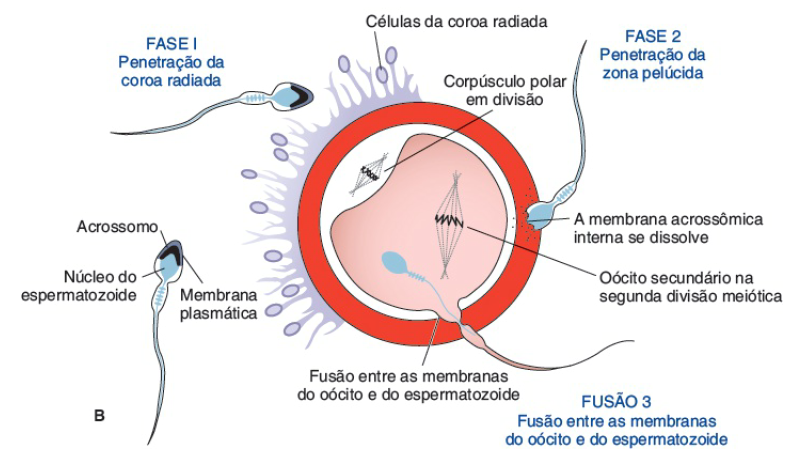 Células da coroa radiada
FASE I
Penetração da
coroa radiada
FASE 2
Penetração da
zona pelúcida
Corpúsculo polar
em divisão
A membrana acrossômica
interna se dissolve
Acrossomo
Núcleo do
espermatozoide
Membrana
plasmática
Oócito secundário na
segunda divisão meiótica
Fusão entre as membranas
do oócito e do espermatozoide
FUSÃO 3
Fusão entre as membranas
do oócito e do espermatozoide
B